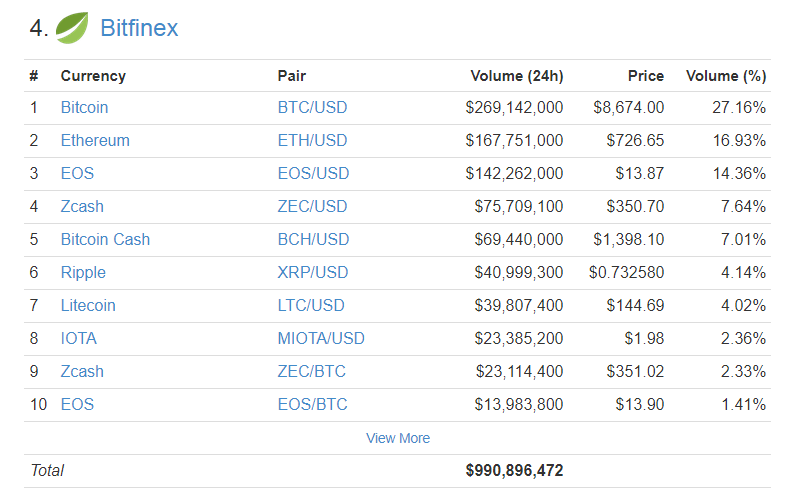 4. Bitfinex
# Currency Pair Volume (24h) Price Volume (%)
1 Bitcoin BTC/USD $269,142,000 $8,674.00 27.16%
2 Ethereum ETH/USD $167,751,000 $726.65 16.93%
3 EOS EOS/USD $142,262,000 $13.87 14.36%
4 Zcash ZEC/USD $75,709,100 $350.70 7.64%
5 Bitcoin Cash BCH/USD $69,440,000 $1,398.10 7.01%
6 Ripple XRP/USD $40,999,300 $0.732580 4.14%
7 Litecoin LTC/USD $39,807,400 $144.69 4.02%
8 IOTA MIOTA/USD $23,385,200 $1.98 2.36%
9 Zcash ZEC/BTC $23,114,400 $351.02 2.33%
10 EOS EOS/BTC $13,983,800 $13.90 1.41%
View More
Total $990,896,472